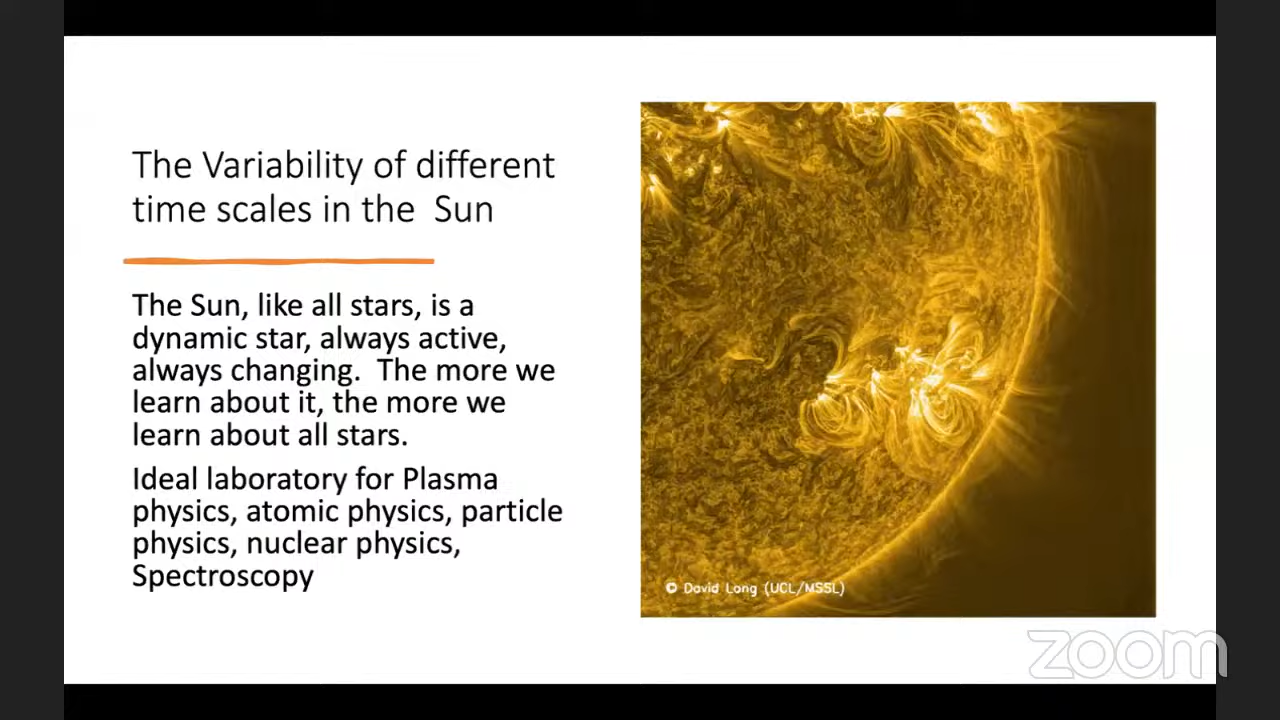 The Variability of different
time scales in the  Sun
The Sun, like all stars, is a
dynamic star, always active,
always changing.  The more we
learn about it, the more we
learn about all stars.
Ideal laboratory for Plasma
physics, atomic physics, particle
physics, nuclear physics,
Spectroscopy
© David Long (UCL/MSSL)
zoom